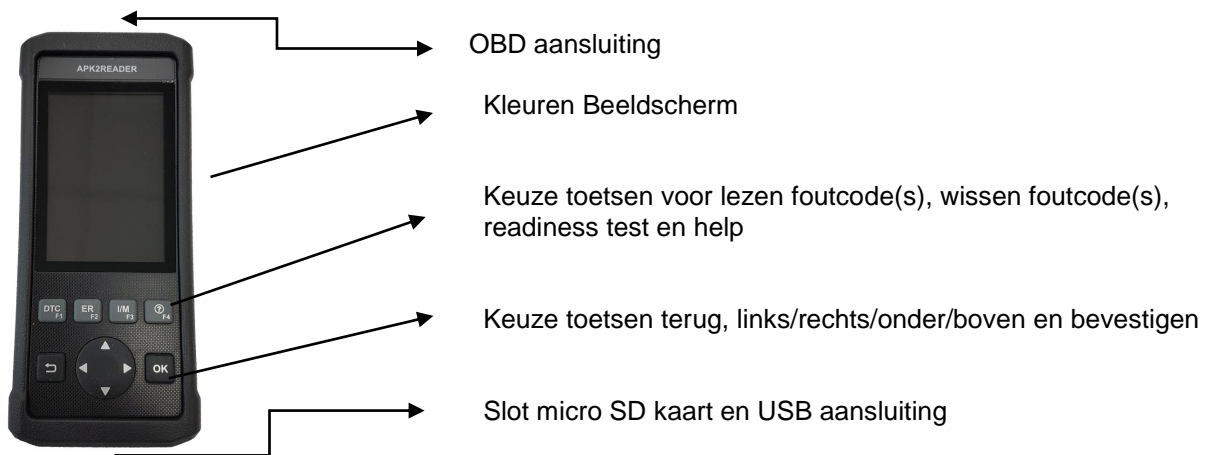 OBD aansluiting
APK2READER
Kleuren Beeldscherm
Keuze toetsen voor lezen foutcode(s), wissen foutcode(s),
readiness test en help
DTC F1 ER F2 I/M F3 ? F4
Keuze toetsen terug, links/rechts/onder/boven en bevestigen
OK
Slot micro SD kaart en USB aansluiting